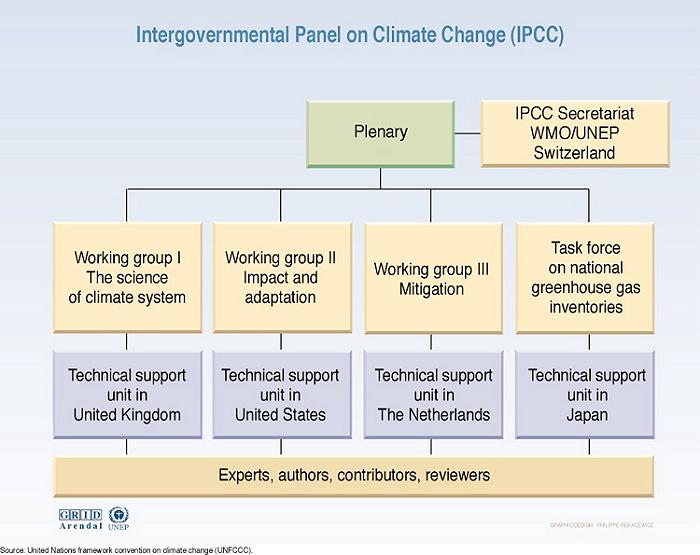 Intergovernmental Panel on Climate Change (IPCC)
Plenary
IPCC Secretariat
WMO/UNEP
Switzerland
Working group I
The science
of climate system
Working group II
Impact and
adaptation
Working group III
Mitigation
Task force
on national
greenhouse gas
inventories
Technical support
unit in
United Kingdom
Technical support
unit in
United States
Technical support
unit in
The Netherlands
Technical support
unit in
Japan
Experts, authors, contributors, reviewers
GRID
Arendal
UNEP
GRAPHIC DESIGN : PHILIPPE REKACEWICZ
Source: United Nations framework convention on climate change (UNFCCC).